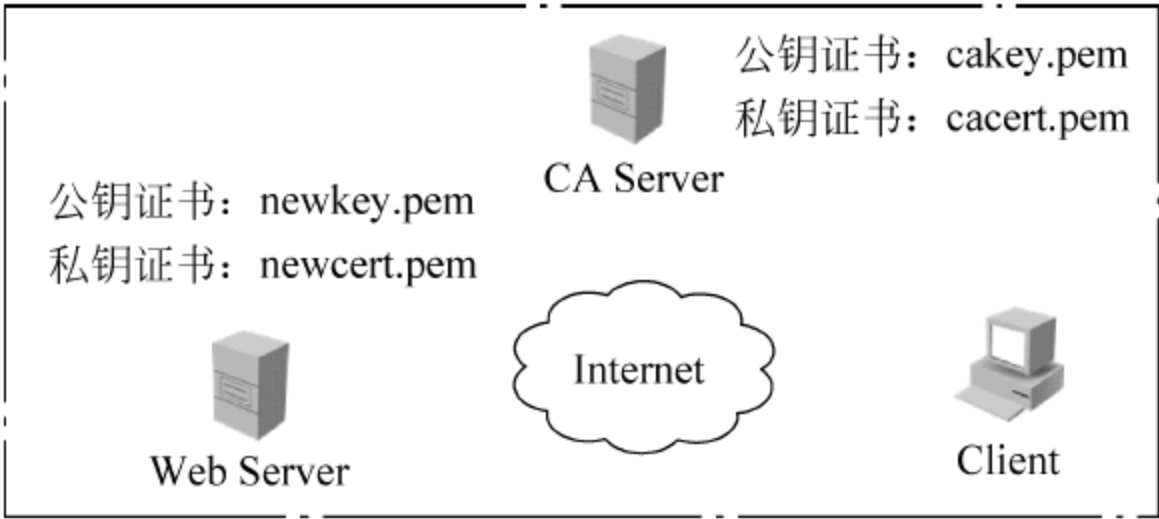 公钥证书：cakey.pem
私钥证书：cacert.pem
CA Server
公钥证书：newkey.pem
私钥证书：newcert.pem
Internet
Web Server
Client